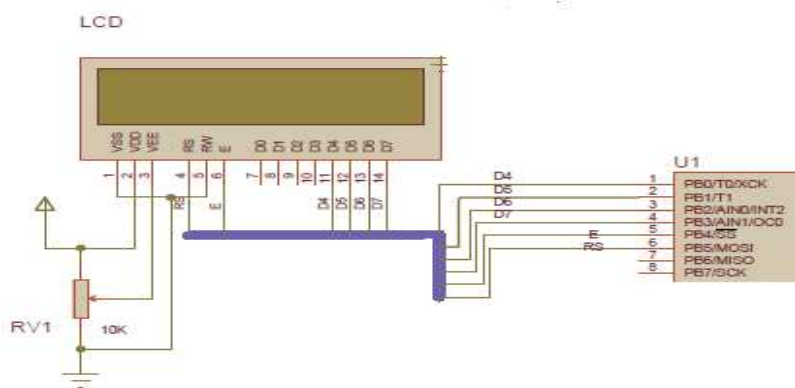 LCD
VSS VDD VEE RS RW E D0 D1 D2 D3 D4 D5 D6 D7
1 2 3 4 5 6 7 8 9 10 11 12 13 14
RS E D4 D5 D6 D7
U1
D4 1 PB0/T0/XCK
D5 2 PB1/T1
D6 3 PB2/AIN0/INT2
D7 4 PB3/AIN1/OC0
E 5 PB4/SS
RS 6 PB5/MOSI
7 PB6/MISO
8 PB7/SCK
RV1
10K